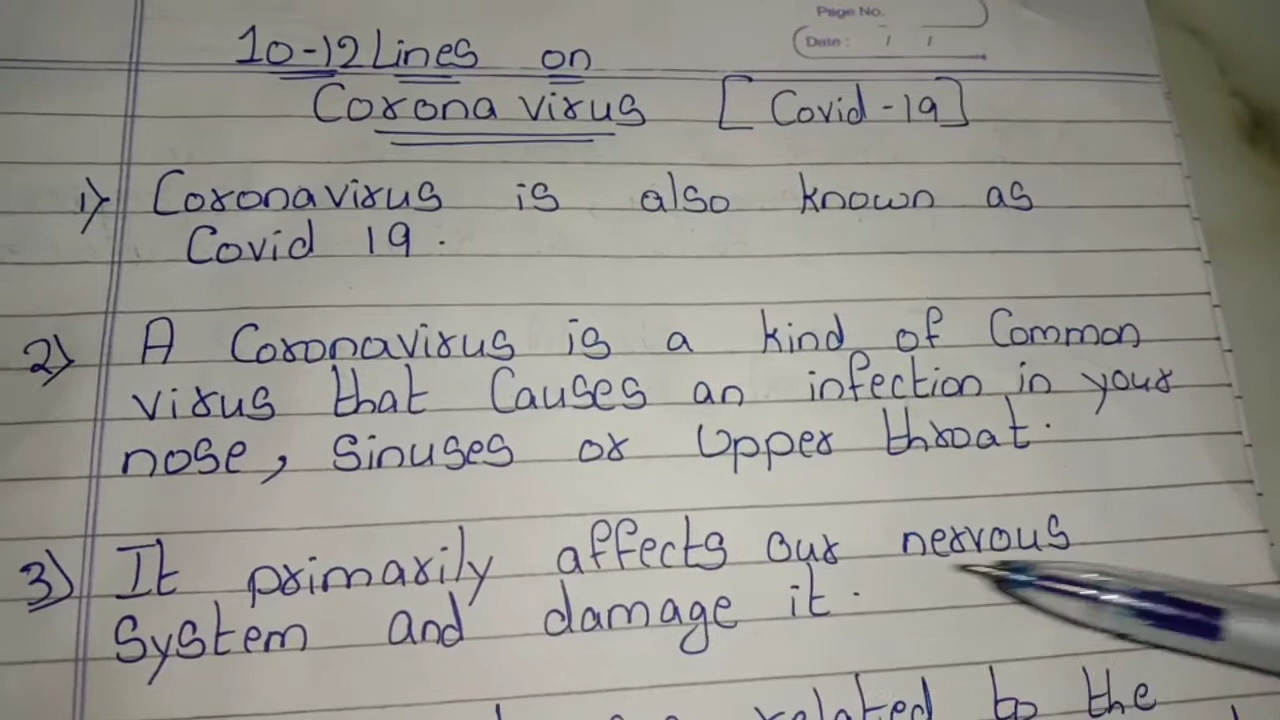 Page No.
Date : / /
10-12 Lines on
Corona virus [Covid-19]
1) Coronavirus is also known as
Covid 19.
2) A Coronavirus is a kind of Common
virus that Causes an infection in your
nose, Sinuses or Upper throat.
3) It primarily affects our nervous
System and damage it.
related to the